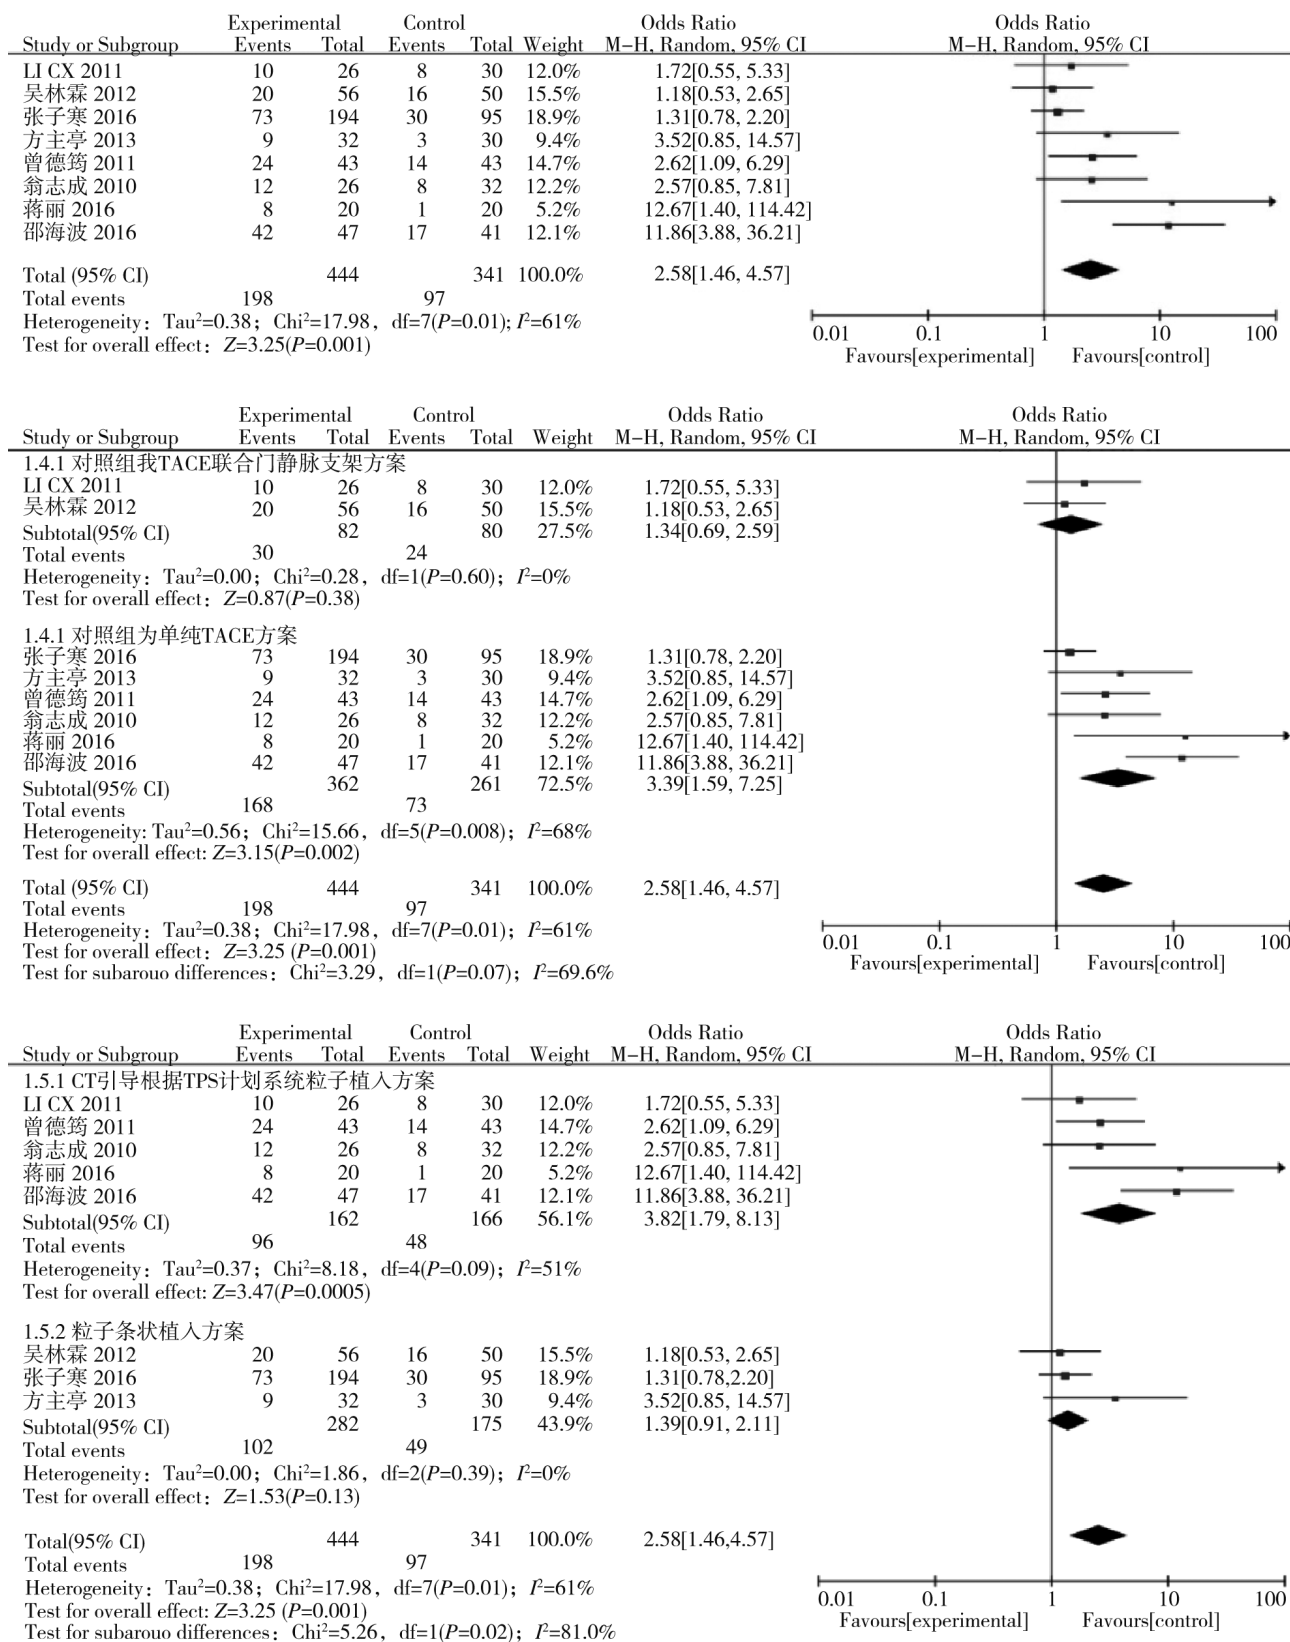 Experimental Control Odds Ratio Odds Ratio
Study or Subgroup Events Total Events Total Weight M-H, Random, 95% CI M-H, Random, 95% CI
LI CX 2011 10 26 8 30 12.0% 1.72[0.55, 5.33]
吴林霖 2012 20 56 16 50 15.5% 1.18[0.53, 2.65]
张子寒 2016 73 194 30 95 18.9% 1.31[0.78, 2.20]
方主亭 2013 9 32 3 30 9.4% 3.52[0.85, 14.57]
曾德筠 2011 24 43 14 43 14.7% 2.62[1.09, 6.29]
翁志成 2010 12 26 8 32 12.2% 2.57[0.85, 7.81]
蒋丽 2016 8 20 1 20 5.2% 12.67[1.40, 114.42]
邵海波 2016 42 47 17 41 12.1% 11.86[3.88, 36.21]
Total (95% CI) 444 341 100.0% 2.58[1.46, 4.57]
Total events 198 97
Heterogeneity: Tau²=0.38; Chi²=17.98, df=7(P=0.01); I²=61%
Test for overall effect: Z=3.25(P=0.001)
0.01 0.1 1 10 100
Favours[experimental] Favours[control]
Experimental Control Odds Ratio Odds Ratio
Study or Subgroup Events Total Events Total Weight M-H, Random, 95% CI M-H, Random, 95% CI
1.4.1 对照组我TACE联合门静脉支架方案
LI CX 2011 10 26 8 30 12.0% 1.72[0.55, 5.33]
吴林霖 2012 20 56 16 50 15.5% 1.18[0.53, 2.65]
Subtotal(95% CI) 82 80 27.5% 1.34[0.69, 2.59]
Total events 30 24
Heterogeneity: Tau²=0.00; Chi²=0.28, df=1(P=0.60); I²=0%
Test for overall effect: Z=0.87(P=0.38)
1.4.1 对照组为单纯TACE方案
张子寒 2016 73 194 30 95 18.9% 1.31[0.78, 2.20]
方主亭 2013 9 32 3 30 9.4% 3.52[0.85, 14.57]
曾德筠 2011 24 43 14 43 14.7% 2.62[1.09, 6.29]
翁志成 2010 12 26 8 32 12.2% 2.57[0.85, 7.81]
蒋丽 2016 8 20 1 20 5.2% 12.67[1.40, 114.42]
邵海波 2016 42 47 17 41 12.1% 11.86[3.88, 36.21]
Subtotal(95% CI) 362 261 72.5% 3.39[1.59, 7.25]
Total events 168 73
Heterogeneity: Tau²=0.56; Chi²=15.66, df=5(P=0.008); I²=68%
Test for overall effect: Z=3.15(P=0.002)
Total (95% CI) 444 341 100.0% 2.58[1.46, 4.57]
Total events 198 97
Heterogeneity: Tau²=0.38; Chi²=17.98, df=7(P=0.01); I²=61%
Test for overall effect: Z=3.25 (P=0.001)
Test for subarouo differences: Chi²=3.29, df=1(P=0.07); I²=69.6%
0.01 0.1 1 10 100
Favours[experimental] Favours[control]
Experimental Control Odds Ratio Odds Ratio
Study or Subgroup Events Total Events Total Weight M-H, Random, 95% CI M-H, Random, 95% CI
1.5.1 CT引导根据TPS计划系统粒子植入方案
LI CX 2011 10 26 8 30 12.0% 1.72[0.55, 5.33]
曾德筠 2011 24 43 14 43 14.7% 2.62[1.09, 6.29]
翁志成 2010 12 26 8 32 12.2% 2.57[0.85, 7.81]
蒋丽 2016 8 20 1 20 5.2% 12.67[1.40, 114.42]
邵海波 2016 42 47 17 41 12.1% 11.86[3.88, 36.21]
Subtotal(95% CI) 162 166 56.1% 3.82[1.79, 8.13]
Total events 96 48
Heterogeneity: Tau²=0.37; Chi²=8.18, df=4(P=0.09); I²=51%
Test for overall effect: Z=3.47(P=0.0005)
1.5.2 粒子条状植入方案
吴林霖 2012 20 56 16 50 15.5% 1.18[0.53, 2.65]
张子寒 2016 73 194 30 95 18.9% 1.31[0.78,2.20]
方主亭 2013 9 32 3 30 9.4% 3.52[0.85, 14.57]
Subtotal(95% CI) 282 175 43.9% 1.39[0.91, 2.11]
Total events 102 49
Heterogeneity: Tau²=0.00; Chi²=1.86, df=2(P=0.39); I²=0%
Test for overall effect: Z=1.53(P=0.13)
Total(95% CI) 444 341 100.0% 2.58[1.46,4.57]
Total events 198 97
Heterogeneity: Tau²=0.38; Chi²=17.98, df=7(P=0.01); I²=61%
Test for overall effect: Z=3.25 (P=0.001)
Test for subarouo differences: Chi²=5.26, df=1(P=0.02); I²=81.0%
0.01 0.1 1 10 100
Favours[experimental] Favours[control]